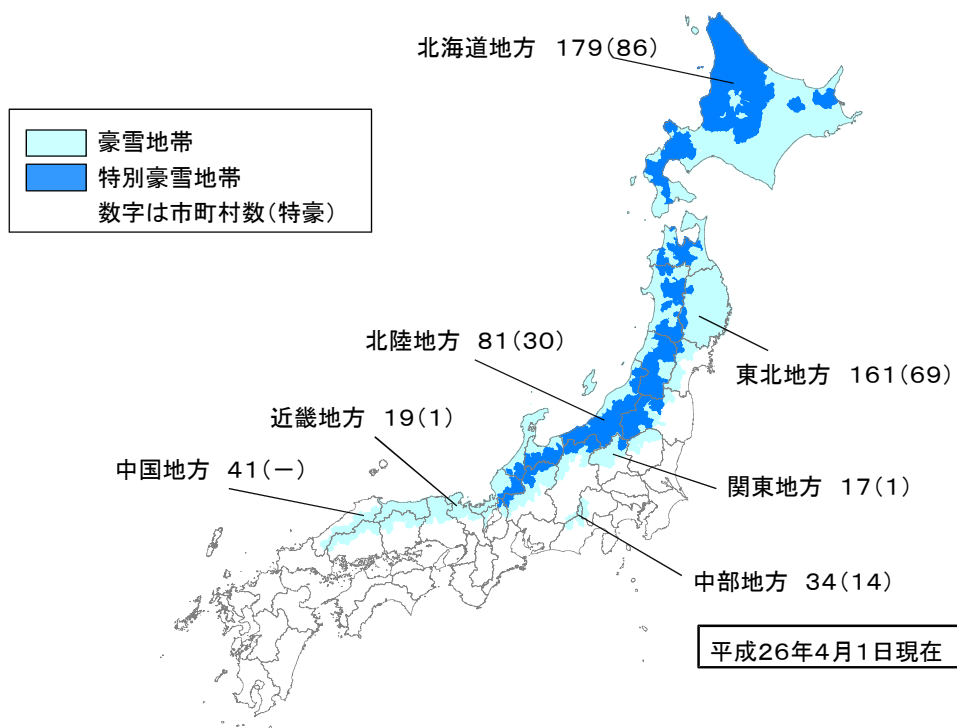 北海道地方 179(86)
豪雪地帯
特別豪雪地帯
数字は市町村数(特豪)
北陸地方 81(30)
東北地方 161(69)
近畿地方 19(1)
中国地方 41(-)
関東地方 17(1)
中部地方 34(14)
平成26年4月1日現在